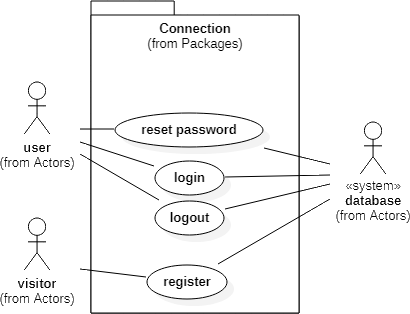 Connection
(from Packages)
reset password
user
(from Actors)
login
«system»
database
(from Actors)
logout
visitor
(from Actors)
register